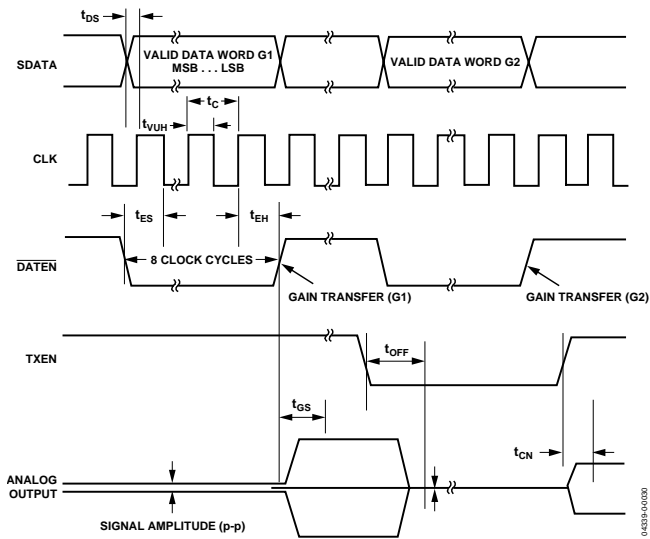 tDS
SDATA
VALID DATA WORD G1
MSB . . . LSB
VALID DATA WORD G2
tC
tVUH
CLK
tES
tEH
DATEN
8 CLOCK CYCLES
GAIN TRANSFER (G1)
GAIN TRANSFER (G2)
TXEN
tOFF
tGS
tCN
ANALOG
OUTPUT
SIGNAL AMPLITUDE (p-p)
04339-0-0030